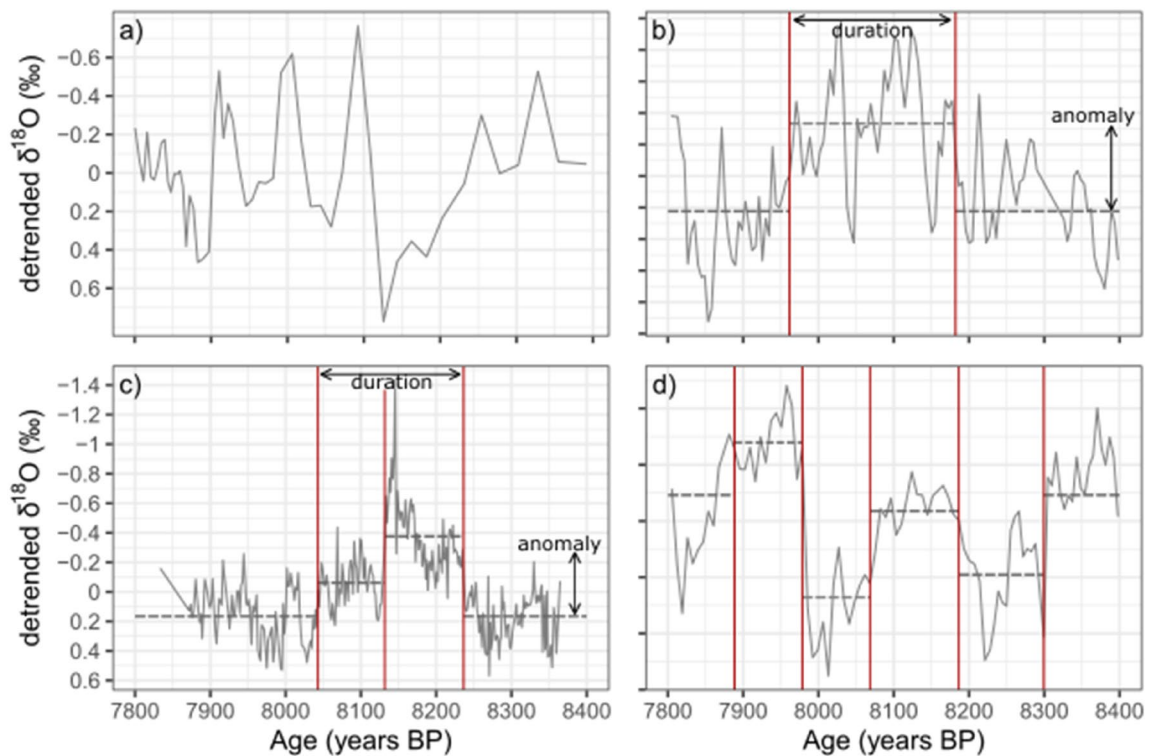 a)
detrended δ18O (‰)
−0.6
−0.4
−0.2
0
0.2
0.4
0.6
b)
duration
anomaly
c)
detrended δ18O (‰)
−1.4
−1.2
−1
−0.8
−0.6
−0.4
−0.2
0
0.2
0.4
0.6
duration
anomaly
7800 7900 8000 8100 8200 8300 8400
Age (years BP)
d)
7800 7900 8000 8100 8200 8300 8400
Age (years BP)